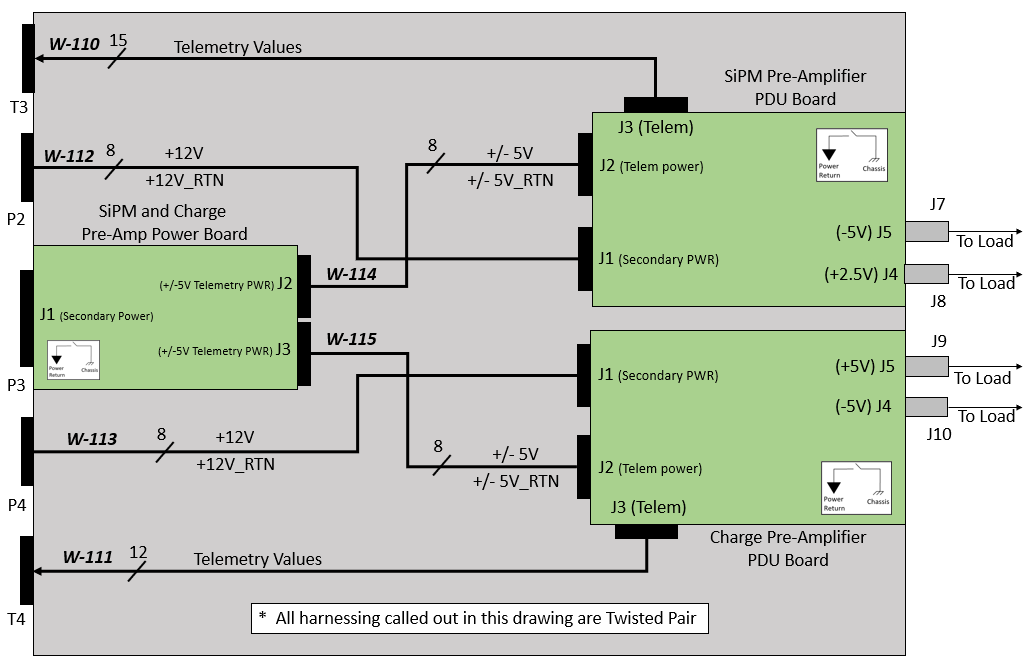 W-110 15 Telemetry Values
T3
SiPM Pre-Amplifier
PDU Board
J3 (Telem)
W-112 8 +12V
+12V_RTN
P2
8 +/- 5V
+/- 5V_RTN
J2 (Telem power)
Power
Return
Chassis
J7
(-5V) J5
To Load
J1 (Secondary PWR)
(+2.5V) J4
To Load
J8
SiPM and Charge
Pre-Amp Power Board
(+/-5V Telemetry PWR) J2
W-114
J1 (Secondary Power)
(+/-5V Telemetry PWR) J3
W-115
Power
Return
Chassis
P3
J9
J1 (Secondary PWR)
(+5V) J5
To Load
(-5V) J4
To Load
J10
W-113 8 +12V
+12V_RTN
P4
8 +/- 5V
+/- 5V_RTN
J2 (Telem power)
Power
Return
Chassis
J3 (Telem)
Charge Pre-Amplifier
PDU Board
W-111 12 Telemetry Values
T4
* All harnessing called out in this drawing are Twisted Pair